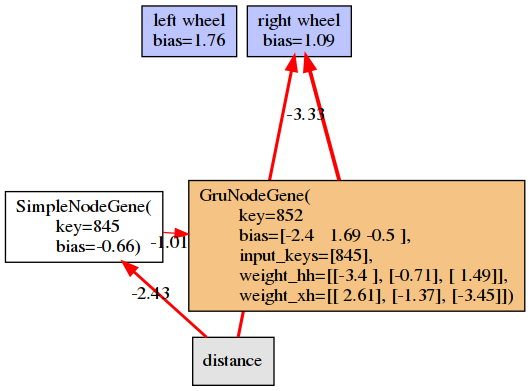 left wheel
bias=1.76
right wheel
bias=1.09
-3.33
SimpleNodeGene(
key=845
bias=-0.66)
-1.01
GruNodeGene(
key=852
bias=[-2.4 1.69 -0.5 ],
input_keys=[845],
weight_hh=[[-3.4 ], [-0.71], [ 1.49]],
weight_xh=[[ 2.61], [-1.37], [-3.45]])
-2.43
distance